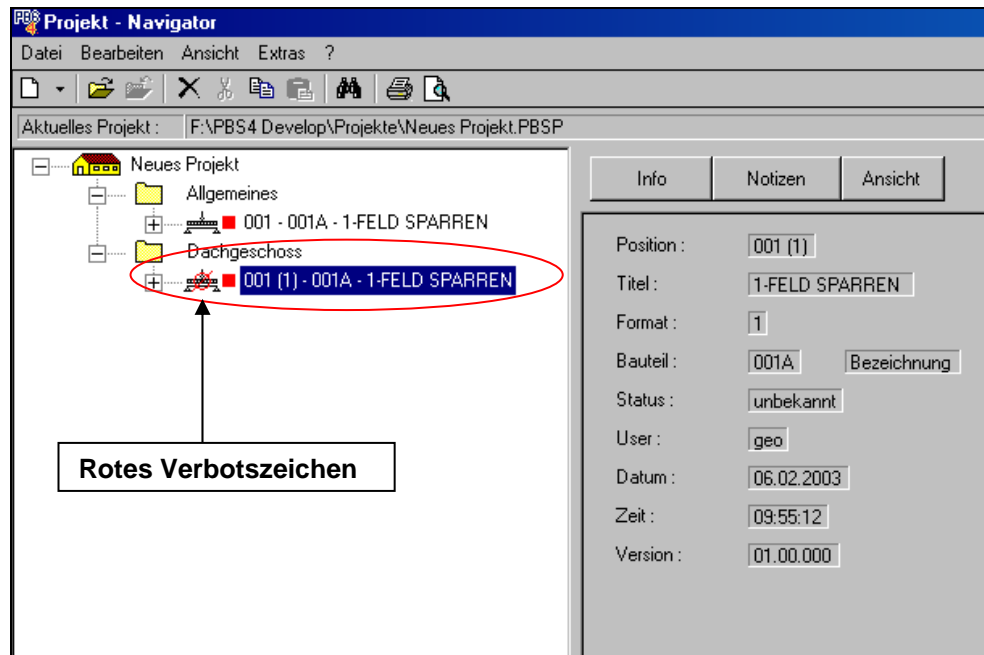 Projekt - Navigator
Datei Bearbeiten Ansicht Extras ?
Aktuelles Projekt : F:\PBS4 Develop\Projekte\Neues Projekt.PBSP
Neues Projekt
Allgemeines
001 - 001A - 1-FELD SPARREN
Dachgeschoss
001 (1) - 001A - 1-FELD SPARREN
Rotes Verbotszeichen
Info Notizen Ansicht
Position : 001 (1)
Titel : 1-FELD SPARREN
Format : 1
Bauteil : 001A Bezeichnung
Status : unbekannt
User : geo
Datum : 06.02.2003
Zeit : 09:55:12
Version : 01.00.000